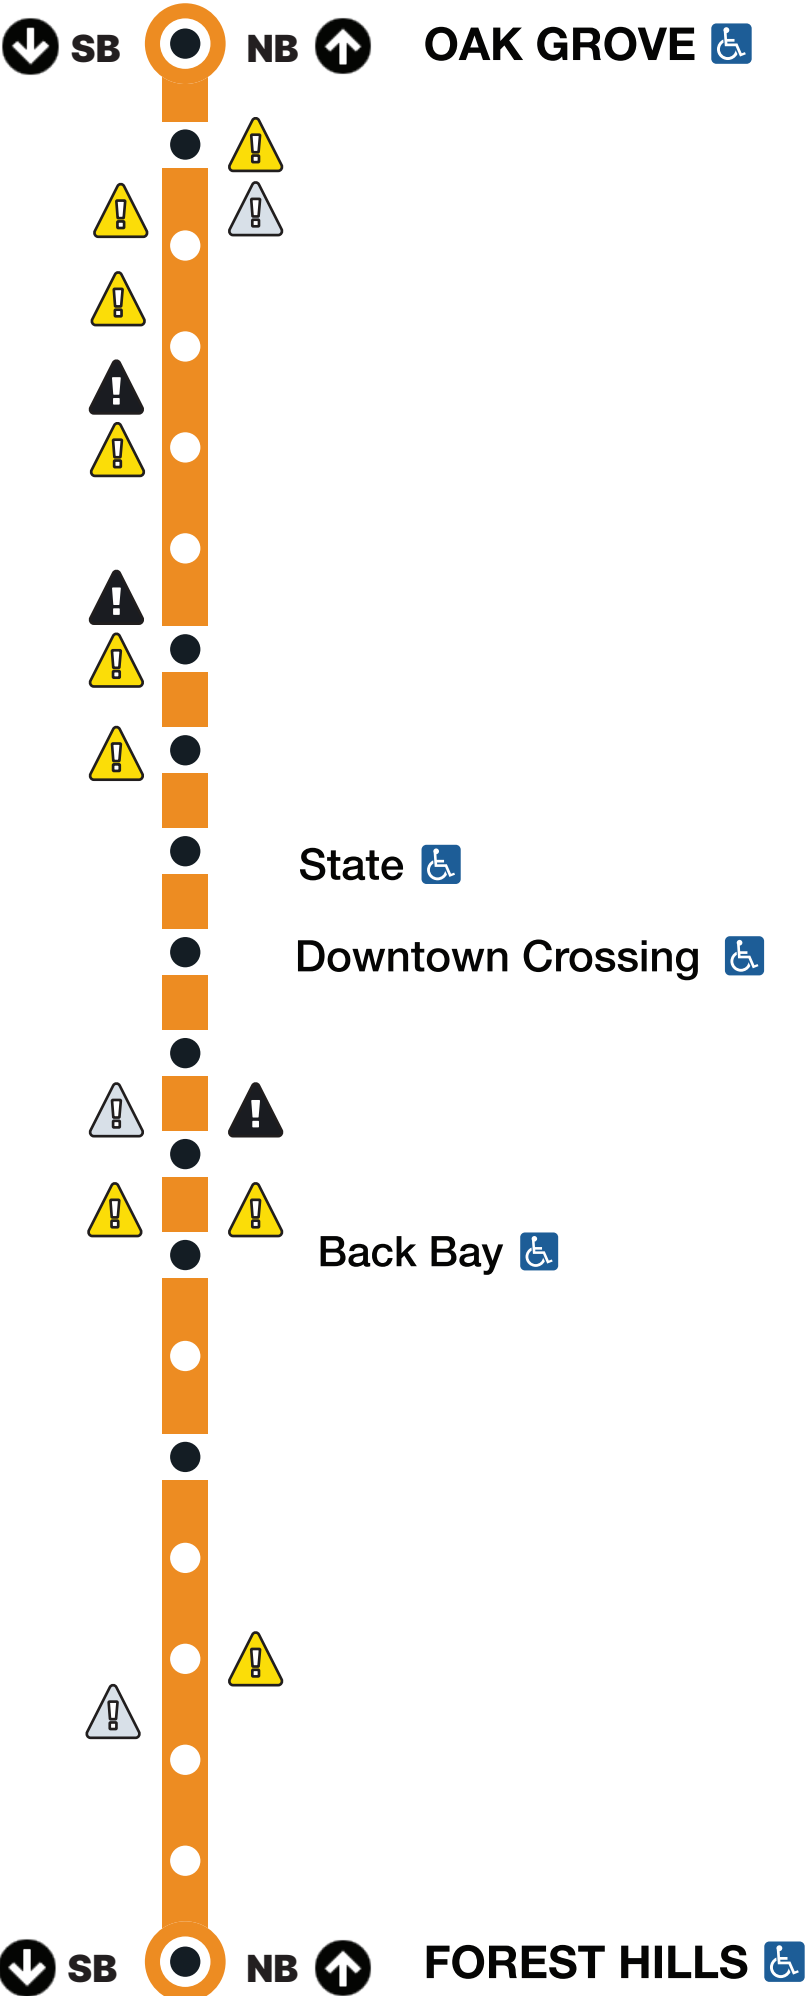 SB NB OAK GROVE
State
Downtown Crossing
Back Bay
SB NB FOREST HILLS